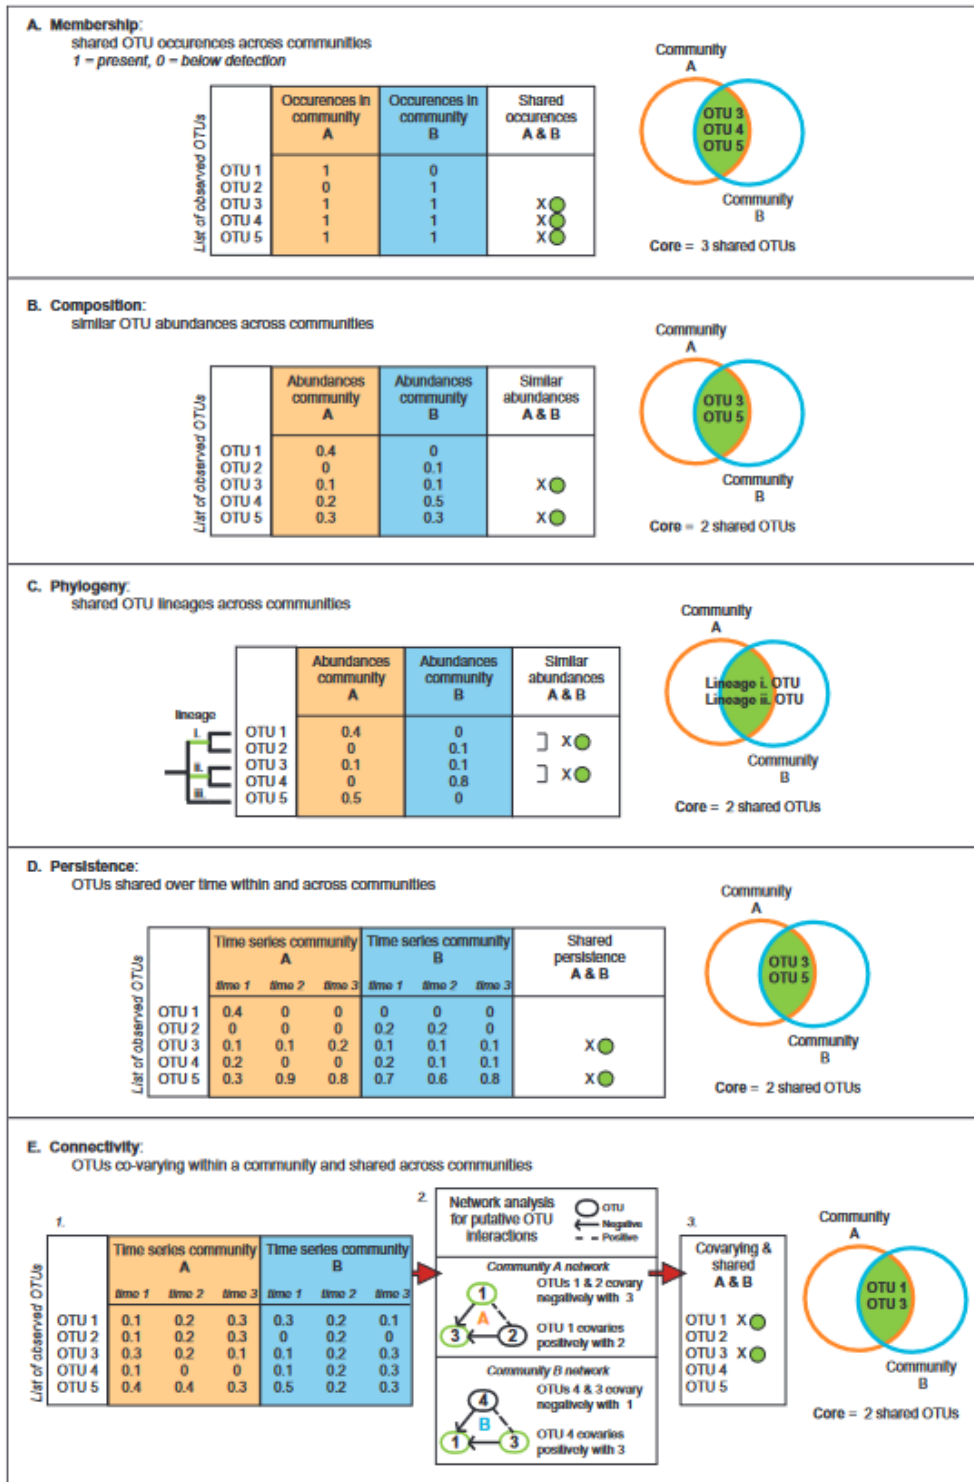 A. Membership:
shared OTU occurences across communities
1 = present, 0 = below detection
List of observed OTUs
Occurences in community A
Occurences in community B
Shared occurences A & B
OTU 1 1 0
OTU 2 0 1
OTU 3 1 1 X
OTU 4 1 1 X
OTU 5 1 1 X
Community A
OTU 3
OTU 4
OTU 5
Community B
Core = 3 shared OTUs
B. Composition:
similar OTU abundances across communities
List of observed OTUs
Abundances community A
Abundances community B
Similar abundances A & B
OTU 1 0.4 0
OTU 2 0 0.1
OTU 3 0.1 0.1 X
OTU 4 0.2 0.5
OTU 5 0.3 0.3 X
Community A
OTU 3
OTU 5
Community B
Core = 2 shared OTUs
C. Phylogeny:
shared OTU lineages across communities
Abundances community A
Abundances community B
Similar abundances A & B
lineage
i.
ii.
iii.
OTU 1 0.4 0
OTU 2 0 0.1
X
OTU 3 0.1 0.1
OTU 4 0 0.8
X
OTU 5 0.5 0
Community A
Lineage i. OTU
Lineage ii. OTU
Community B
Core = 2 shared OTUs
D. Persistence:
OTUs shared over time within and across communities
List of observed OTUs
Time series community A
Time series community B
Shared persistence A & B
time 1 time 2 time 3 time 1 time 2 time 3
OTU 1 0.4 0 0 0 0 0
OTU 2 0 0 0 0.2 0.2 0
OTU 3 0.1 0.1 0.2 0.1 0.1 0.1 X
OTU 4 0.2 0 0 0.2 0.1 0.1
OTU 5 0.3 0.9 0.8 0.7 0.6 0.8 X
Community A
OTU 3
OTU 5
Community B
Core = 2 shared OTUs
E. Connectivity:
OTUs co-varying within a community and shared across communities
1.
List of observed OTUs
Time series community A
Time series community B
time 1 time 2 time 3 time 1 time 2 time 3
OTU 1 0.1 0.2 0.3 0.3 0.2 0.1
OTU 2 0.1 0.2 0.3 0 0.2 0
OTU 3 0.3 0.2 0.1 0.1 0.2 0.3
OTU 4 0.1 0 0 0.1 0.2 0.3
OTU 5 0.4 0.4 0.3 0.5 0.2 0.3
2.
Network analysis
for putative OTU
interactions
OTU
Negative
Positive
Community A network
OTUs 1 & 2 covary
negatively with 3
OTU 1 covaries
positively with 2
1
A
3 2
Community B network
OTUs 4 & 3 covary
negatively with 1
OTU 4 covaries
positively with 3
4
B
1 3
3.
Covarying &
shared
A & B
OTU 1 X
OTU 2
OTU 3 X
OTU 4
OTU 5
Community
A
OTU 1
OTU 3
Community
B
Core = 2 shared OTUs